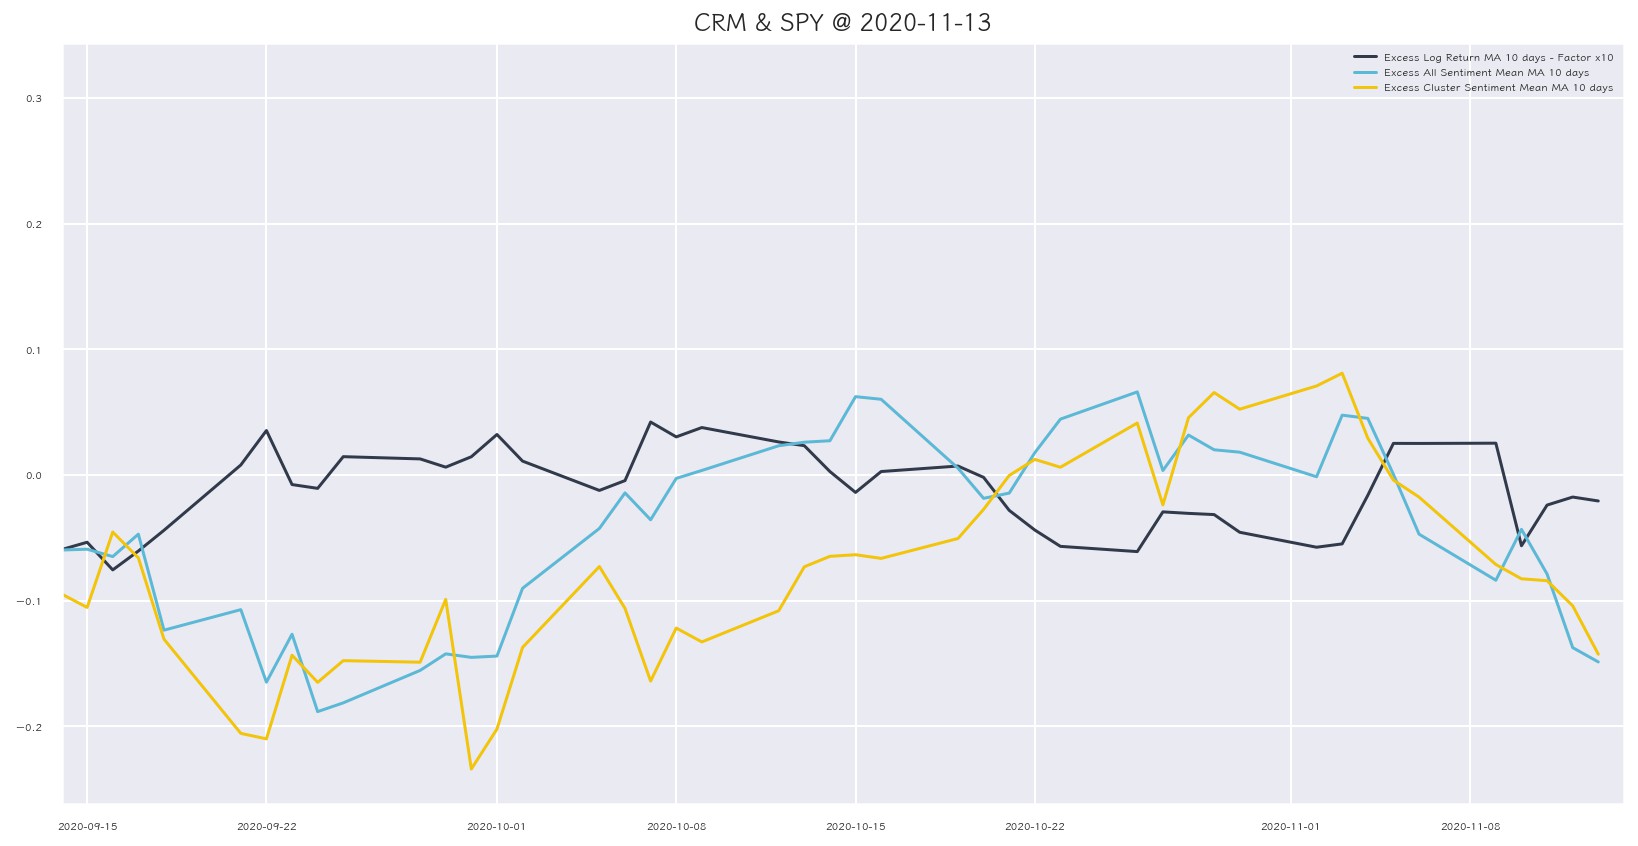 CRM & SPY @ 2020-11-13
Excess Log Return MA 10 days - Factor x10
Excess All Sentiment Mean MA 10 days
Excess Cluster Sentiment Mean MA 10 days
0.3
0.2
0.1
0.0
−0.1
−0.2
2020-09-15 2020-09-22 2020-10-01 2020-10-08 2020-10-15 2020-10-22 2020-11-01 2020-11-08